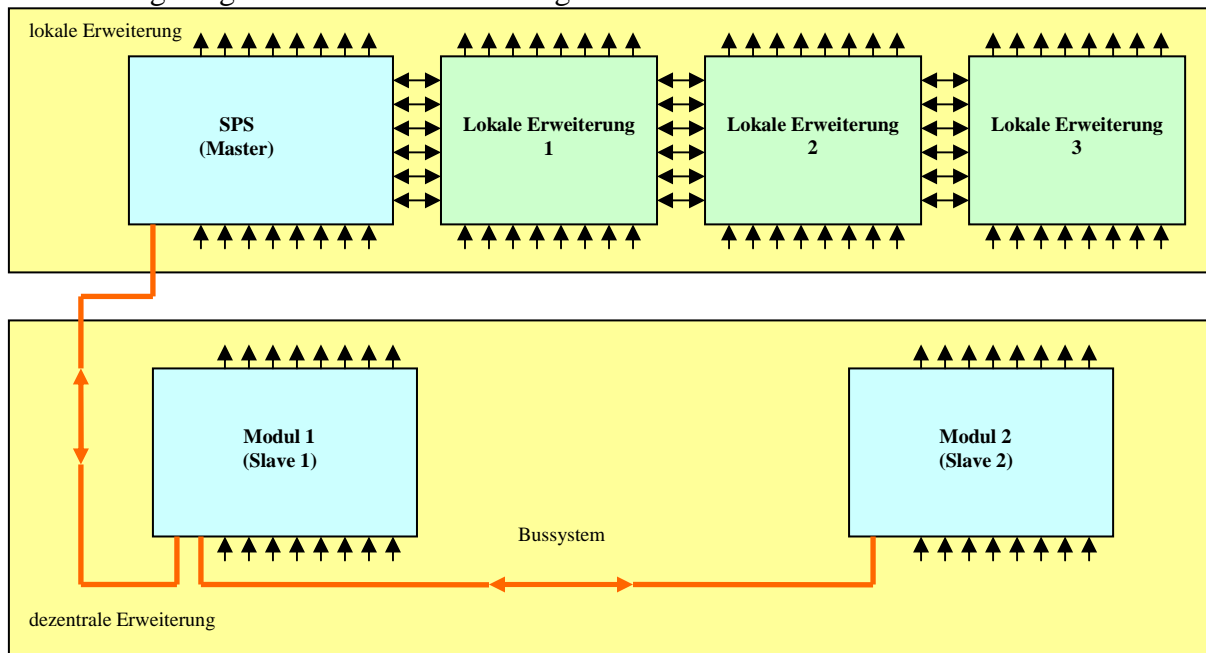 lokale Erweiterung
SPS
(Master)
Lokale Erweiterung
1
Lokale Erweiterung
2
Lokale Erweiterung
3
Modul 1
(Slave 1)
Modul 2
(Slave 2)
Bussystem
dezentrale Erweiterung